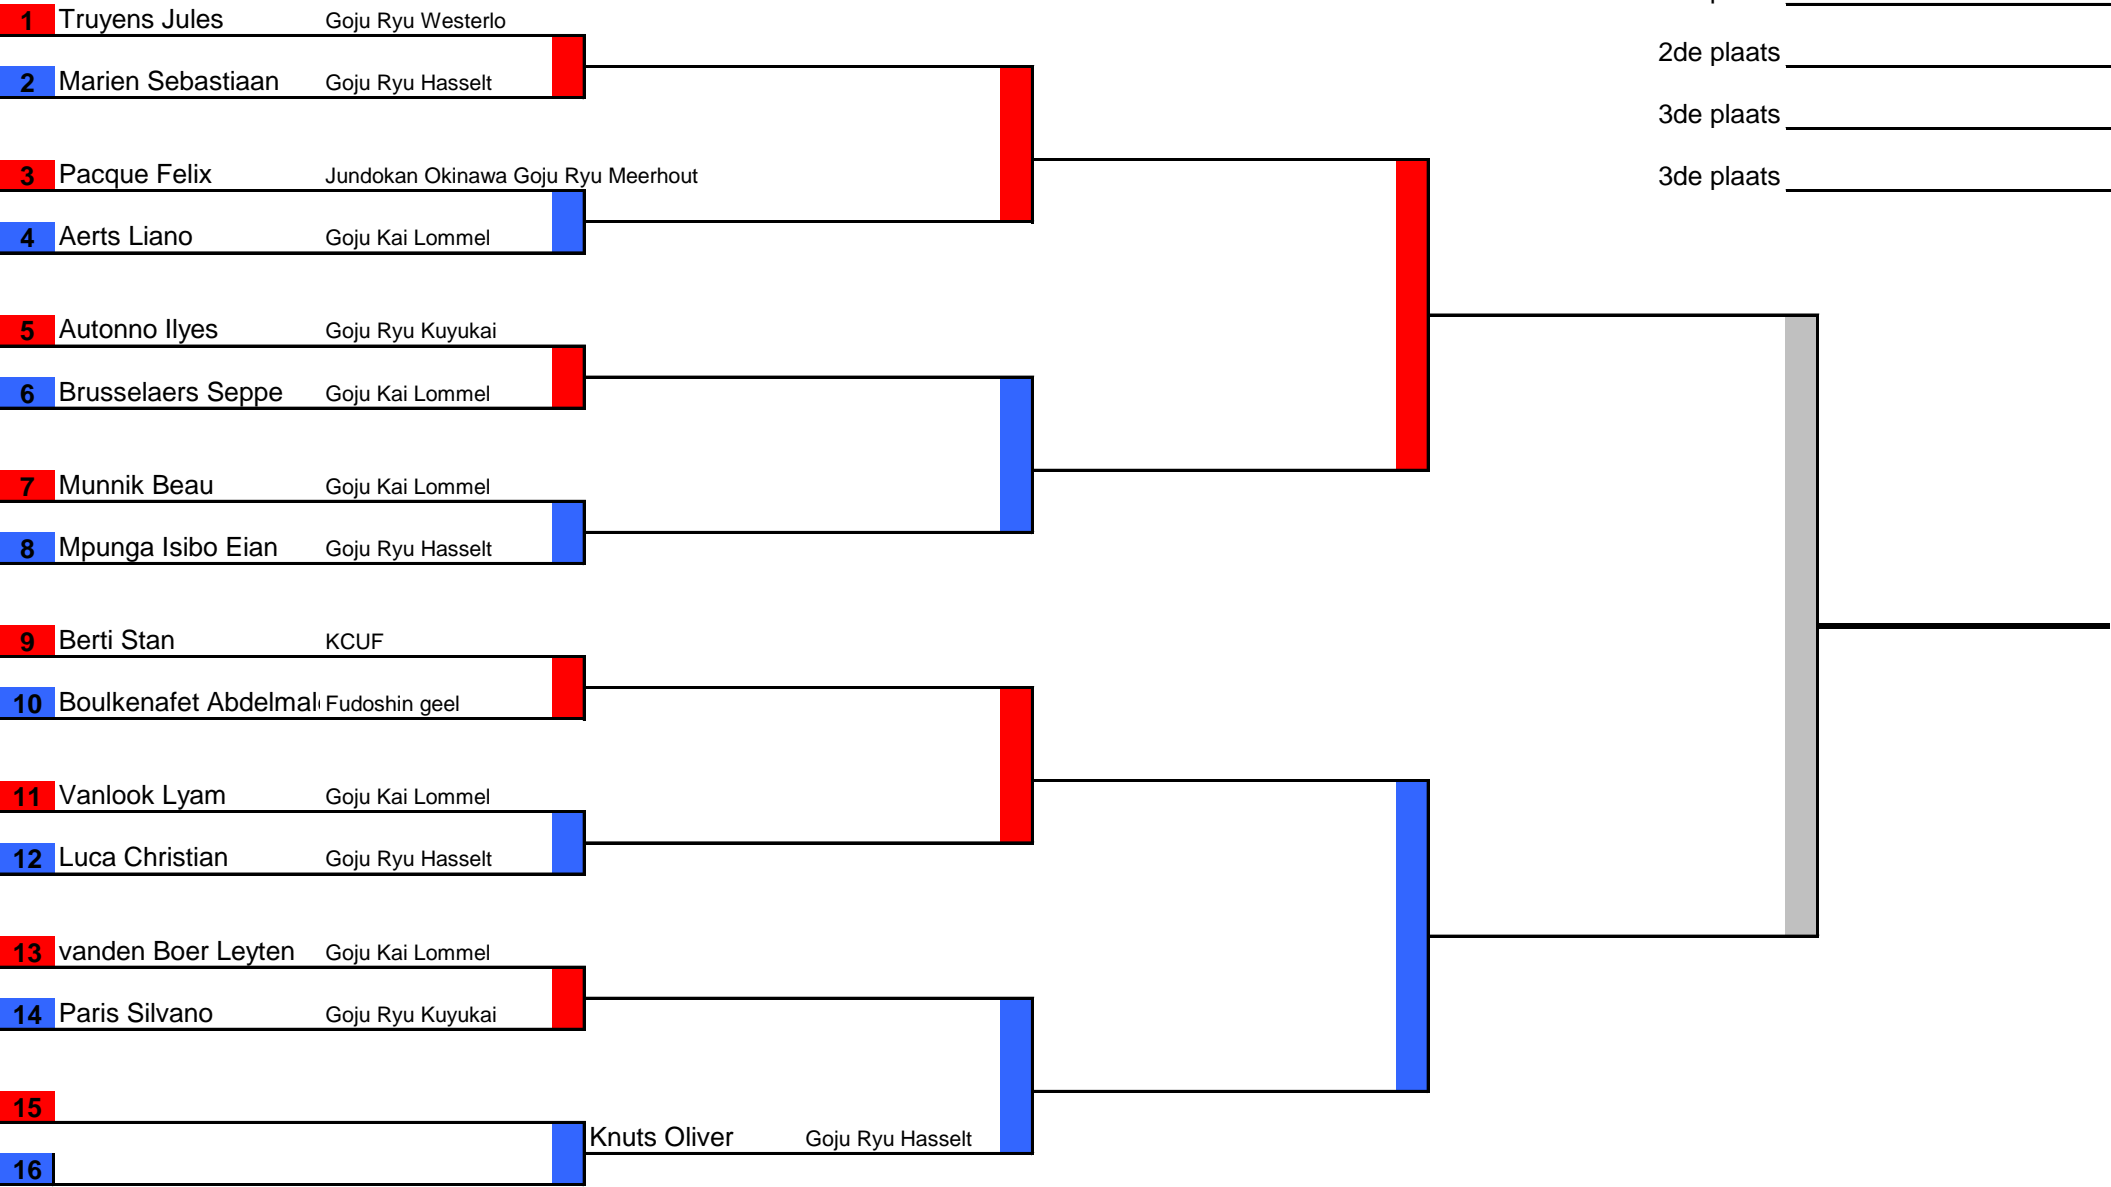 1 Truyens Jules Goju Ryu Westerlo
2de plaats
2 Marien Sebastiaan Goju Ryu Hasselt
3de plaats
3 Pacque Felix Jundokan Okinawa Goju Ryu Meerhout
3de plaats
4 Aerts Liano Goju Kai Lommel
5 Autonno Ilyes Goju Ryu Kuyukai
6 Brusselaers Seppe Goju Kai Lommel
7 Munnik Beau Goju Kai Lommel
8 Mpunga Isibo Eian Goju Ryu Hasselt
9 Berti Stan KCUF
10 Boulkenafet Abdelmal Fudoshin geel
11 Vanlook Lyam Goju Kai Lommel
12 Luca Christian Goju Ryu Hasselt
13 vanden Boer Leyten Goju Kai Lommel
14 Paris Silvano Goju Ryu Kuyukai
15
Knuts Oliver Goju Ryu Hasselt
16